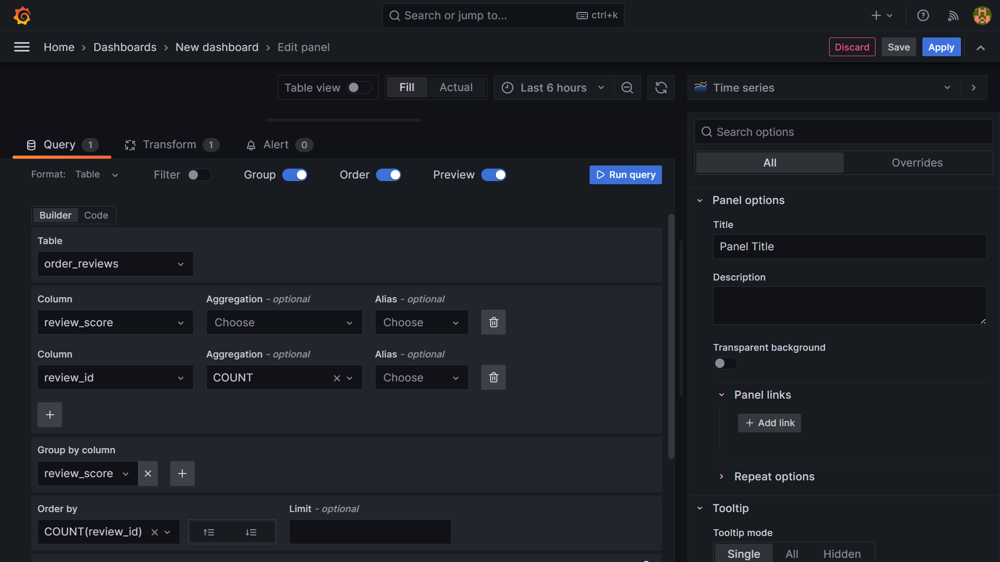 Search or jump to... ctrl+k
Home › Dashboards › New dashboard › Edit panel Discard Save Apply
Table view Fill Actual Last 6 hours Time series
Search options
Query 1 Transform 1 Alert 0
All Overrides
Format: Table Filter Group Order Preview Run query
Panel options
Builder Code
Title
Table
Panel Title
order_reviews
Description
Column Aggregation - optional Alias - optional
review_score Choose Choose
Transparent background
Column Aggregation - optional Alias - optional
review_id COUNT Choose
Panel links
Add link
Group by column
review_score
Repeat options
Order by Limit - optional
Tooltip
COUNT(review_id)
Tooltip mode
Single All Hidden